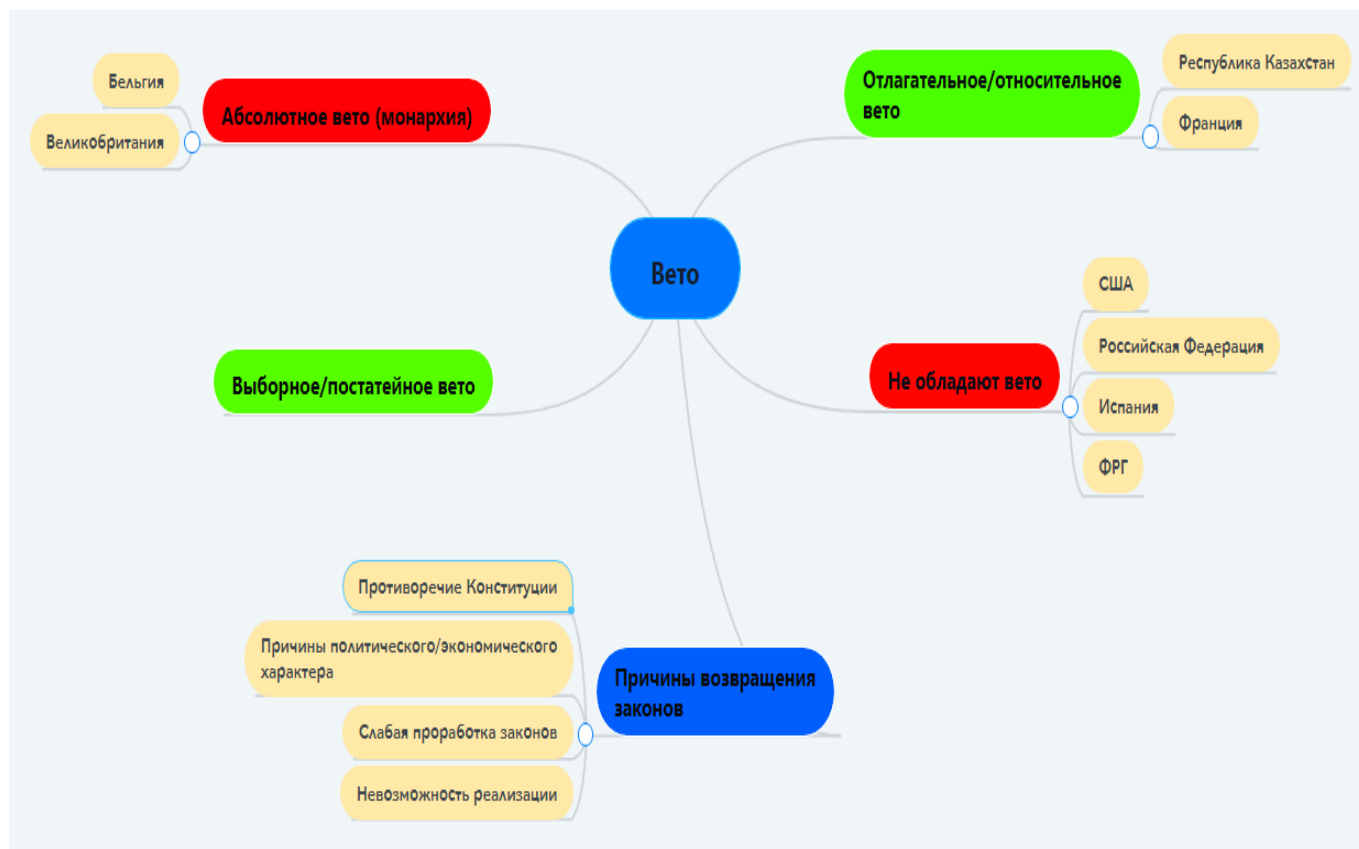 Вето
Абсолютное вето (монархия)
Бельгия
Великобритания
Отлагательное/относительное
вето
Республика Казахстан
Франция
Выборное/постатейное вето
Не обладают вето
США
Российская Федерация
Испания
ФРГ
Причины возвращения
законов
Противоречие Конституции
Причины политического/экономического
характера
Слабая проработка законов
Невозможность реализации